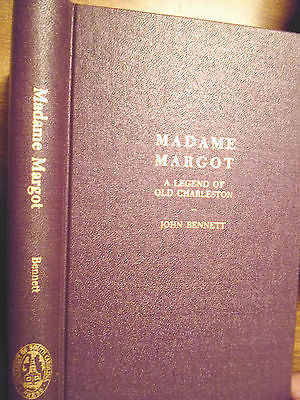 Madame Margot
Bennett
MADAME
MARGOT
A LEGEND OF
OLD CHARLESTON
JOHN BENNETT